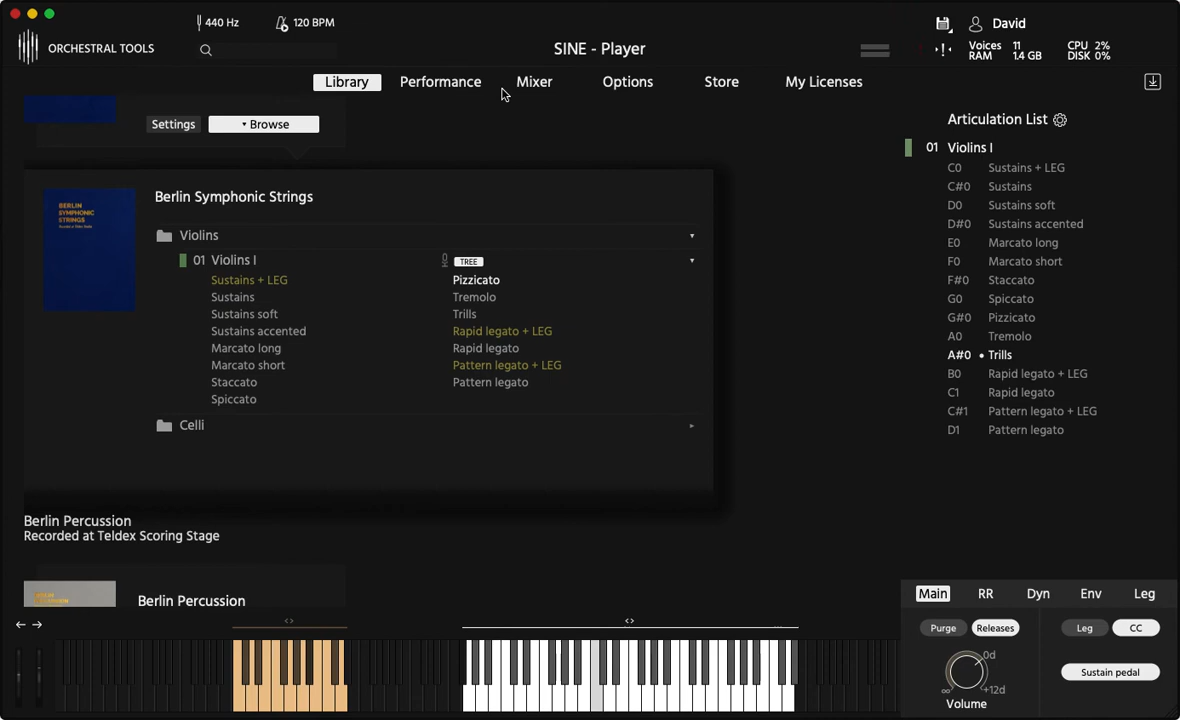 440 Hz
120 BPM
David
ORCHESTRAL TOOLS
SINE - Player
Voices 11
RAM 1.4 GB
CPU 2%
DISK 0%
Library
Performance
Mixer
Options
Store
My Licenses
Settings
Browse
Articulation List
Berlin Symphonic Strings
BERLIN
SYMPHONIC
STRINGS
Violins
01 Violins I
TREE
Sustains + LEG
Sustains
Sustains soft
Sustains accented
Marcato long
Marcato short
Staccato
Spiccato
Pizzicato
Tremolo
Trills
Rapid legato + LEG
Rapid legato
Pattern legato + LEG
Pattern legato
Celli
01 Violins I
C0 Sustains + LEG
C#0 Sustains
D0 Sustains soft
D#0 Sustains accented
E0 Marcato long
F0 Marcato short
F#0 Staccato
G0 Spiccato
G#0 Pizzicato
A0 Tremolo
A#0 • Trills
B0 Rapid legato + LEG
C1 Rapid legato
C#1 Pattern legato + LEG
D1 Pattern legato
Berlin Percussion
Recorded at Teldex Scoring Stage
Berlin Percussion
Main
RR
Dyn
Env
Leg
Purge
Releases
Leg
CC
0d
∞
+12d
Volume
Sustain pedal